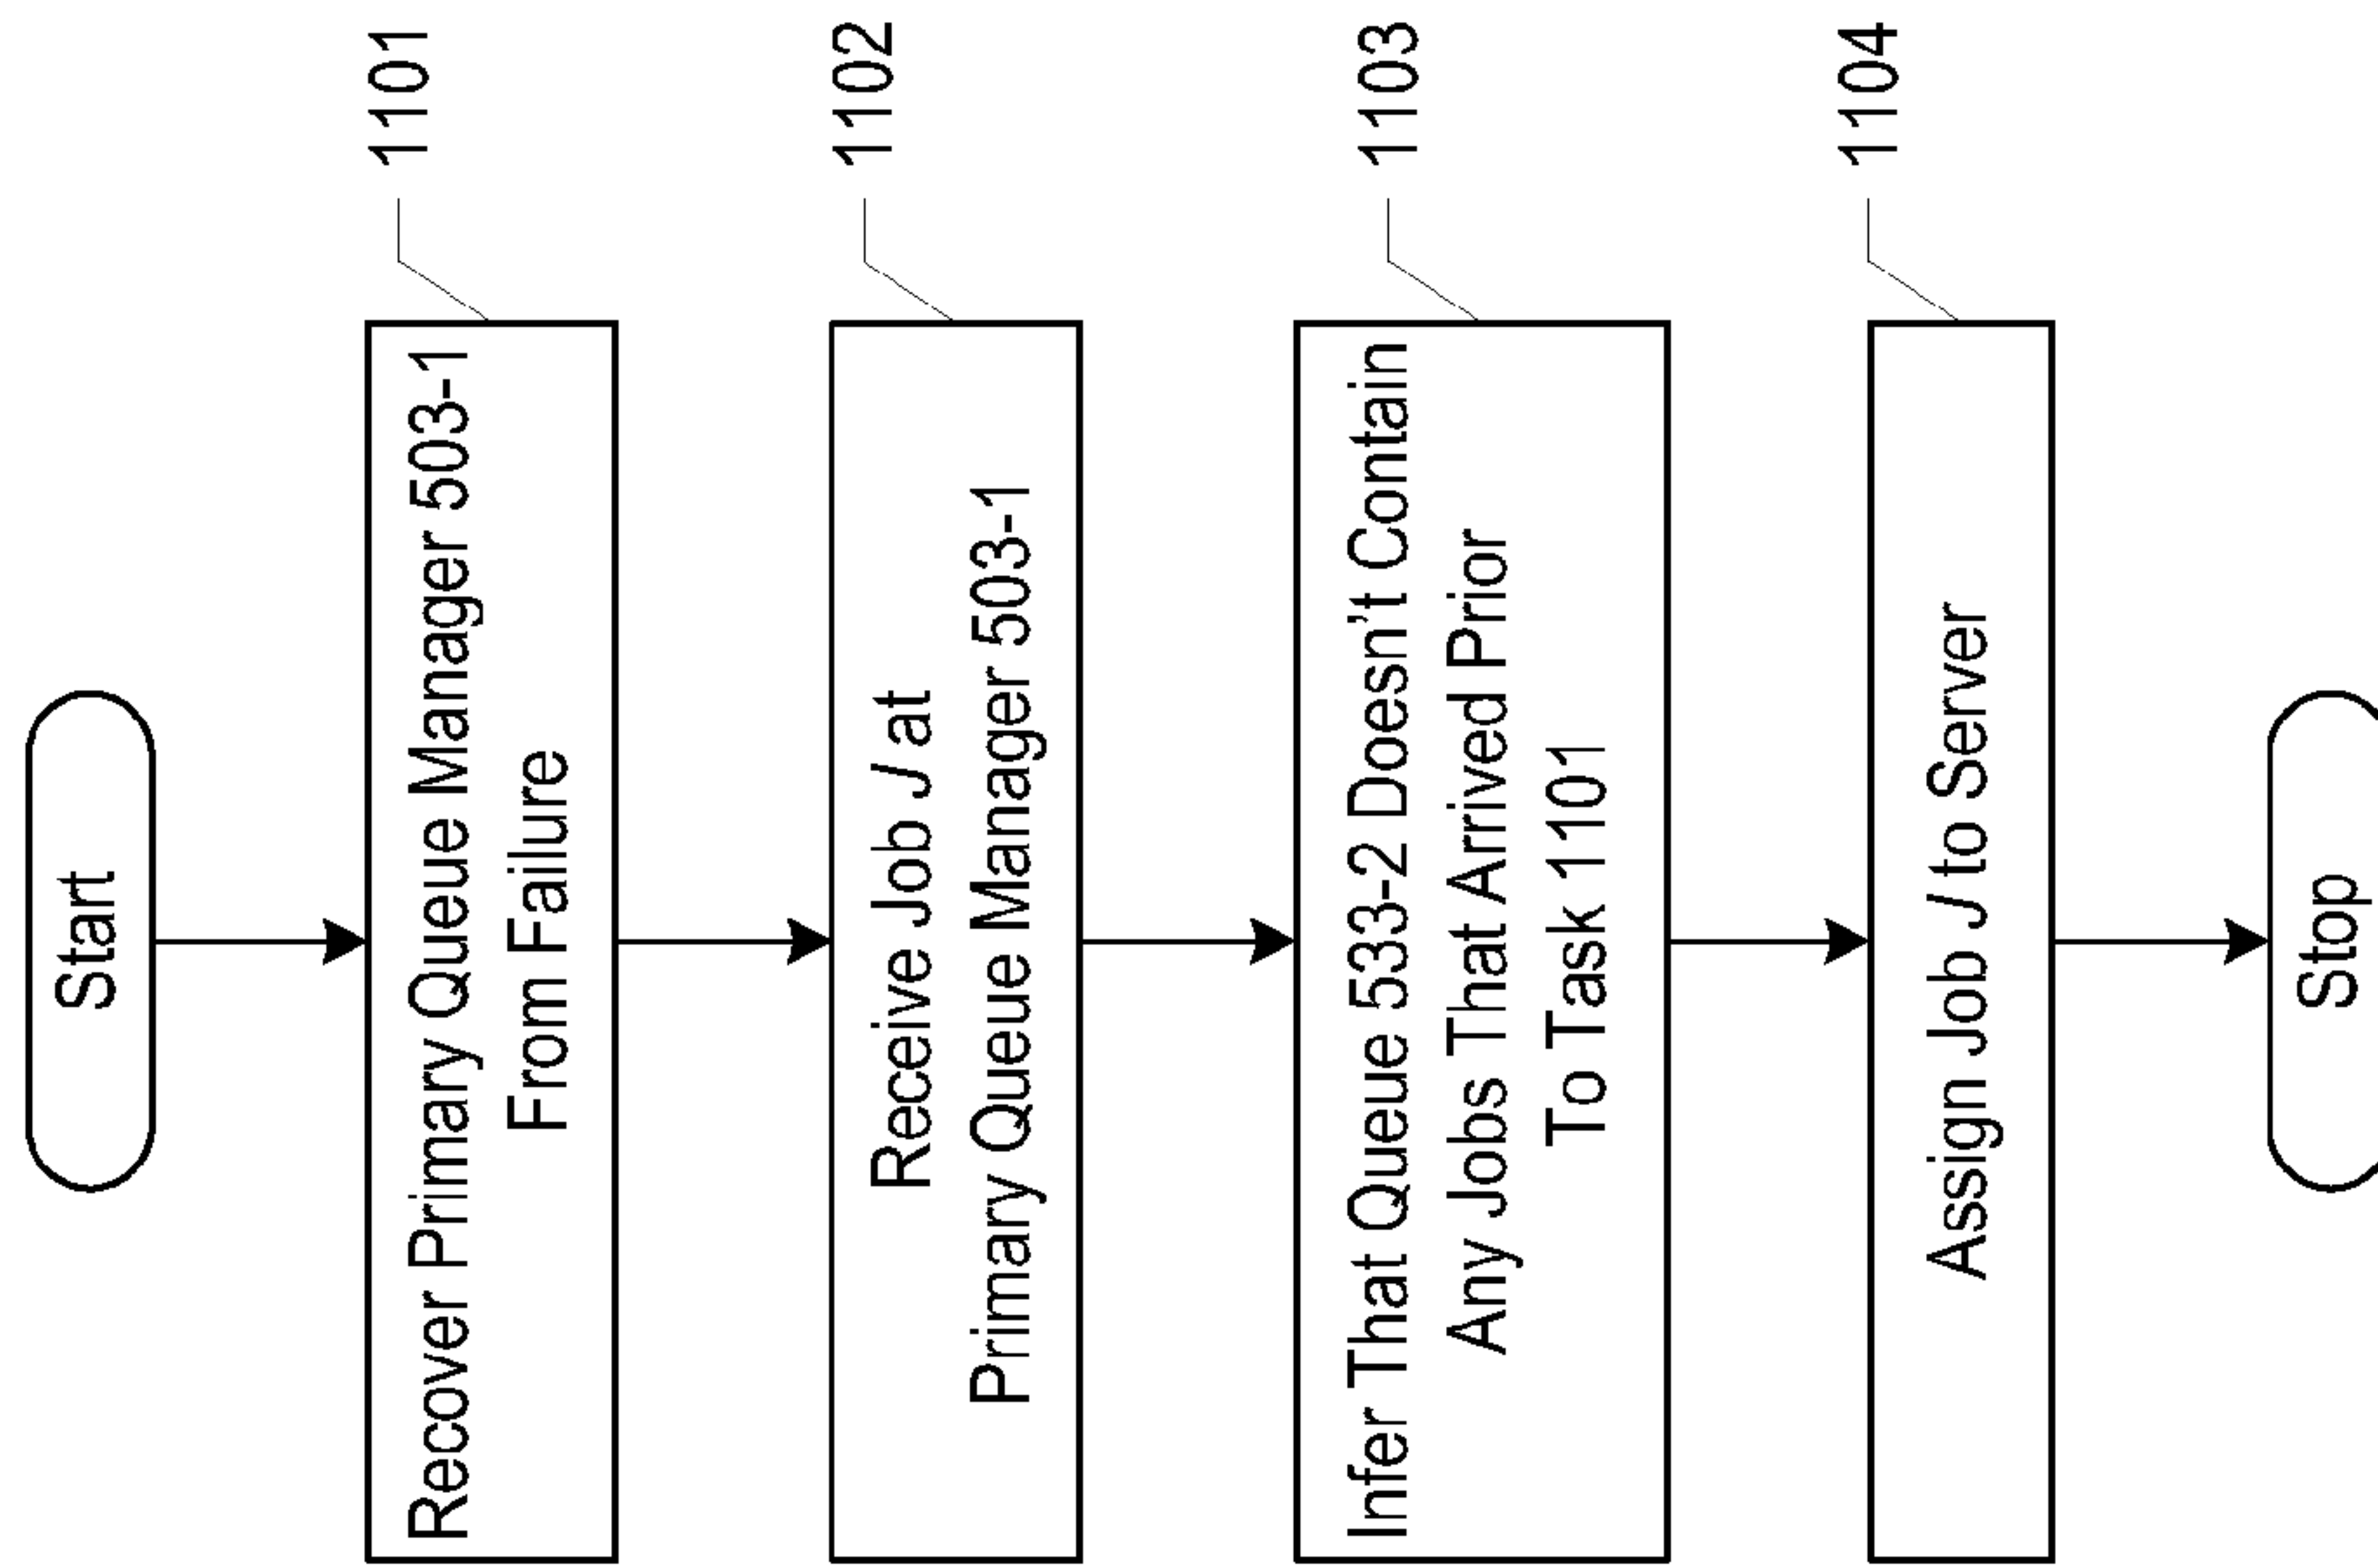 Start
Recover Primary Queue Manager 503-1
From Failure
1101
Receive Job J at
Primary Queue Manager 503-1
1102
Infer That Queue 533-2 Doesn't Contain
Any Jobs That Arrived Prior
To Task 1101
1103
Assign Job J to Server
1104
Stop